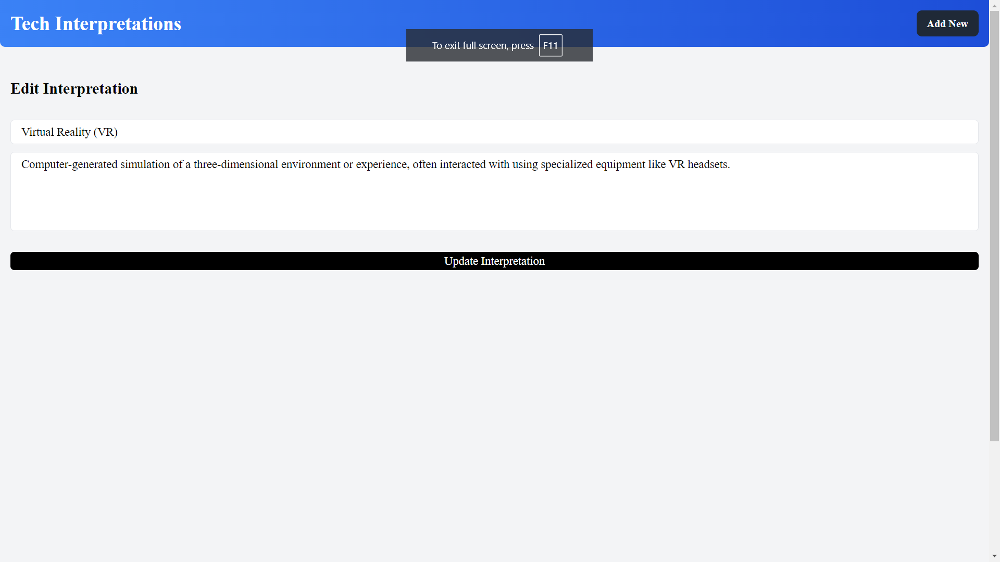 Tech Interpretations
Add New
To exit full screen, press F11
Edit Interpretation
Virtual Reality (VR)
Computer-generated simulation of a three-dimensional environment or experience, often interacted with using specialized equipment like VR headsets.
Update Interpretation